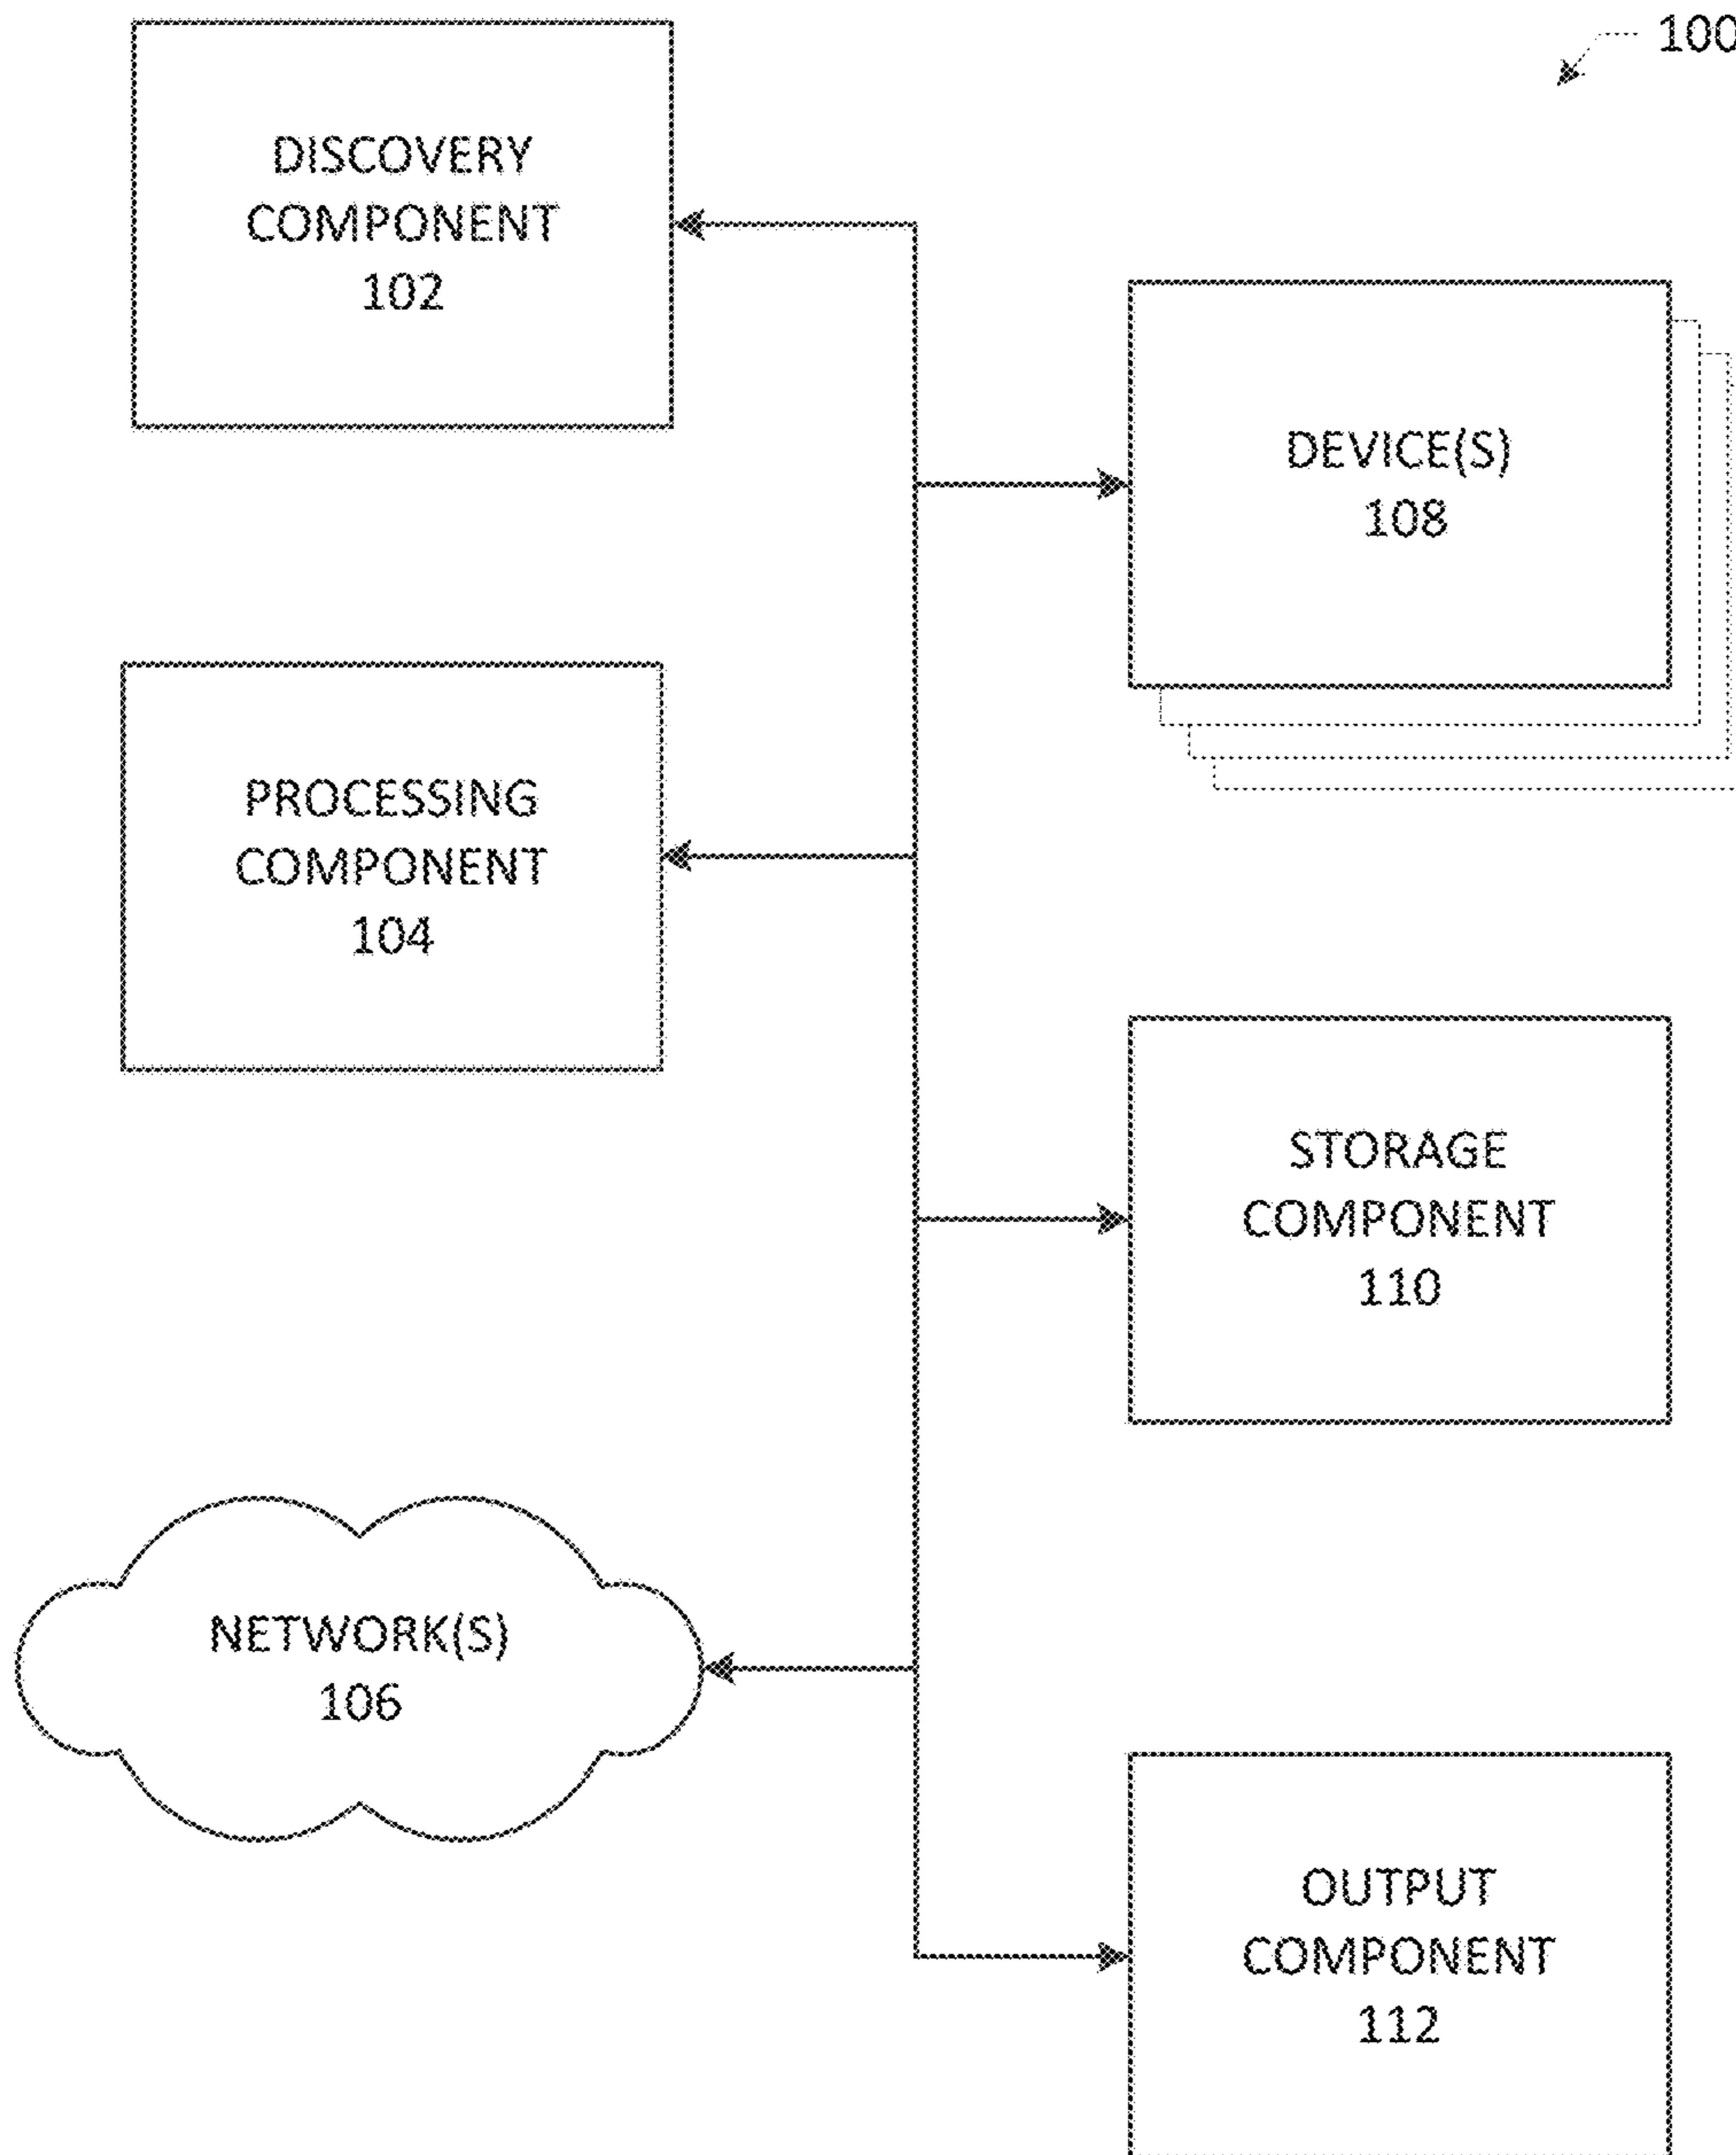 100
DISCOVERY
COMPONENT
102
DEVICE(S)
108
PROCESSING
COMPONENT
104
STORAGE
COMPONENT
110
NETWORK(S)
106
OUTPUT
COMPONENT
112